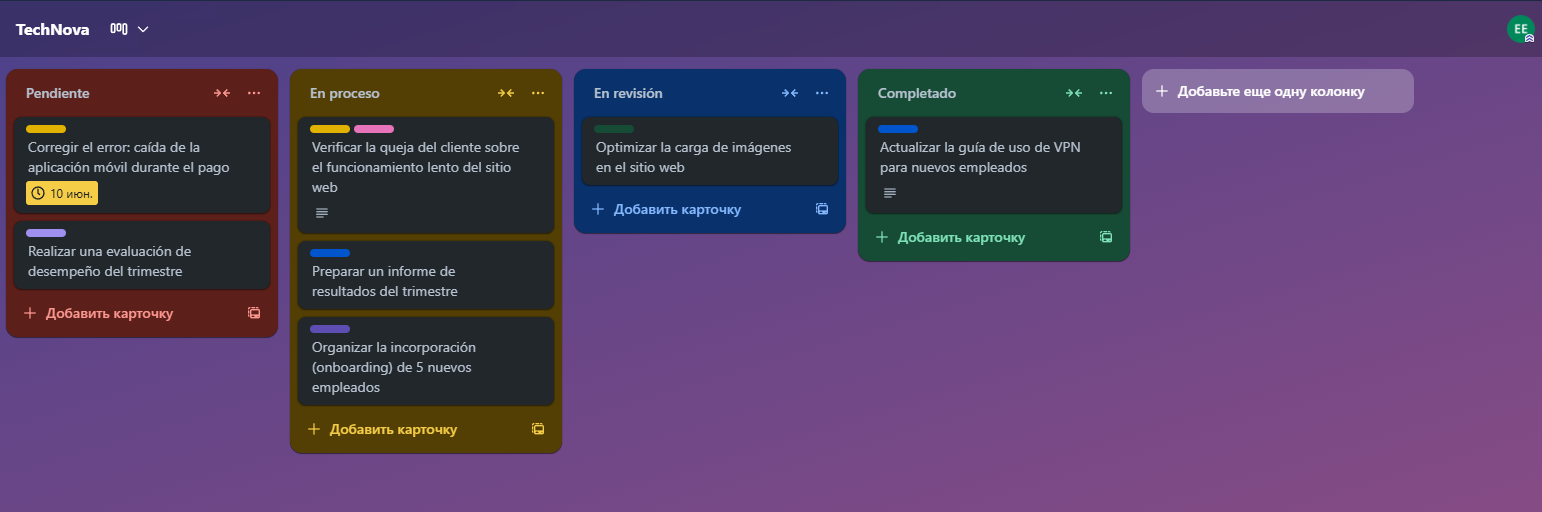 TechNova
EE
Pendiente
Corregir el error: caída de la
aplicación móvil durante el pago
10 июн.
Realizar una evaluación de
desempeño del trimestre
Добавить карточку
En proceso
Verificar la queja del cliente sobre
el funcionamiento lento del sitio
web
Preparar un informe de
resultados del trimestre
Organizar la incorporación
(onboarding) de 5 nuevos
empleados
Добавить карточку
En revisión
Optimizar la carga de imágenes
en el sitio web
Добавить карточку
Completado
Actualizar la guía de uso de VPN
para nuevos empleados
Добавить карточку
Добавьте еще одну колонку